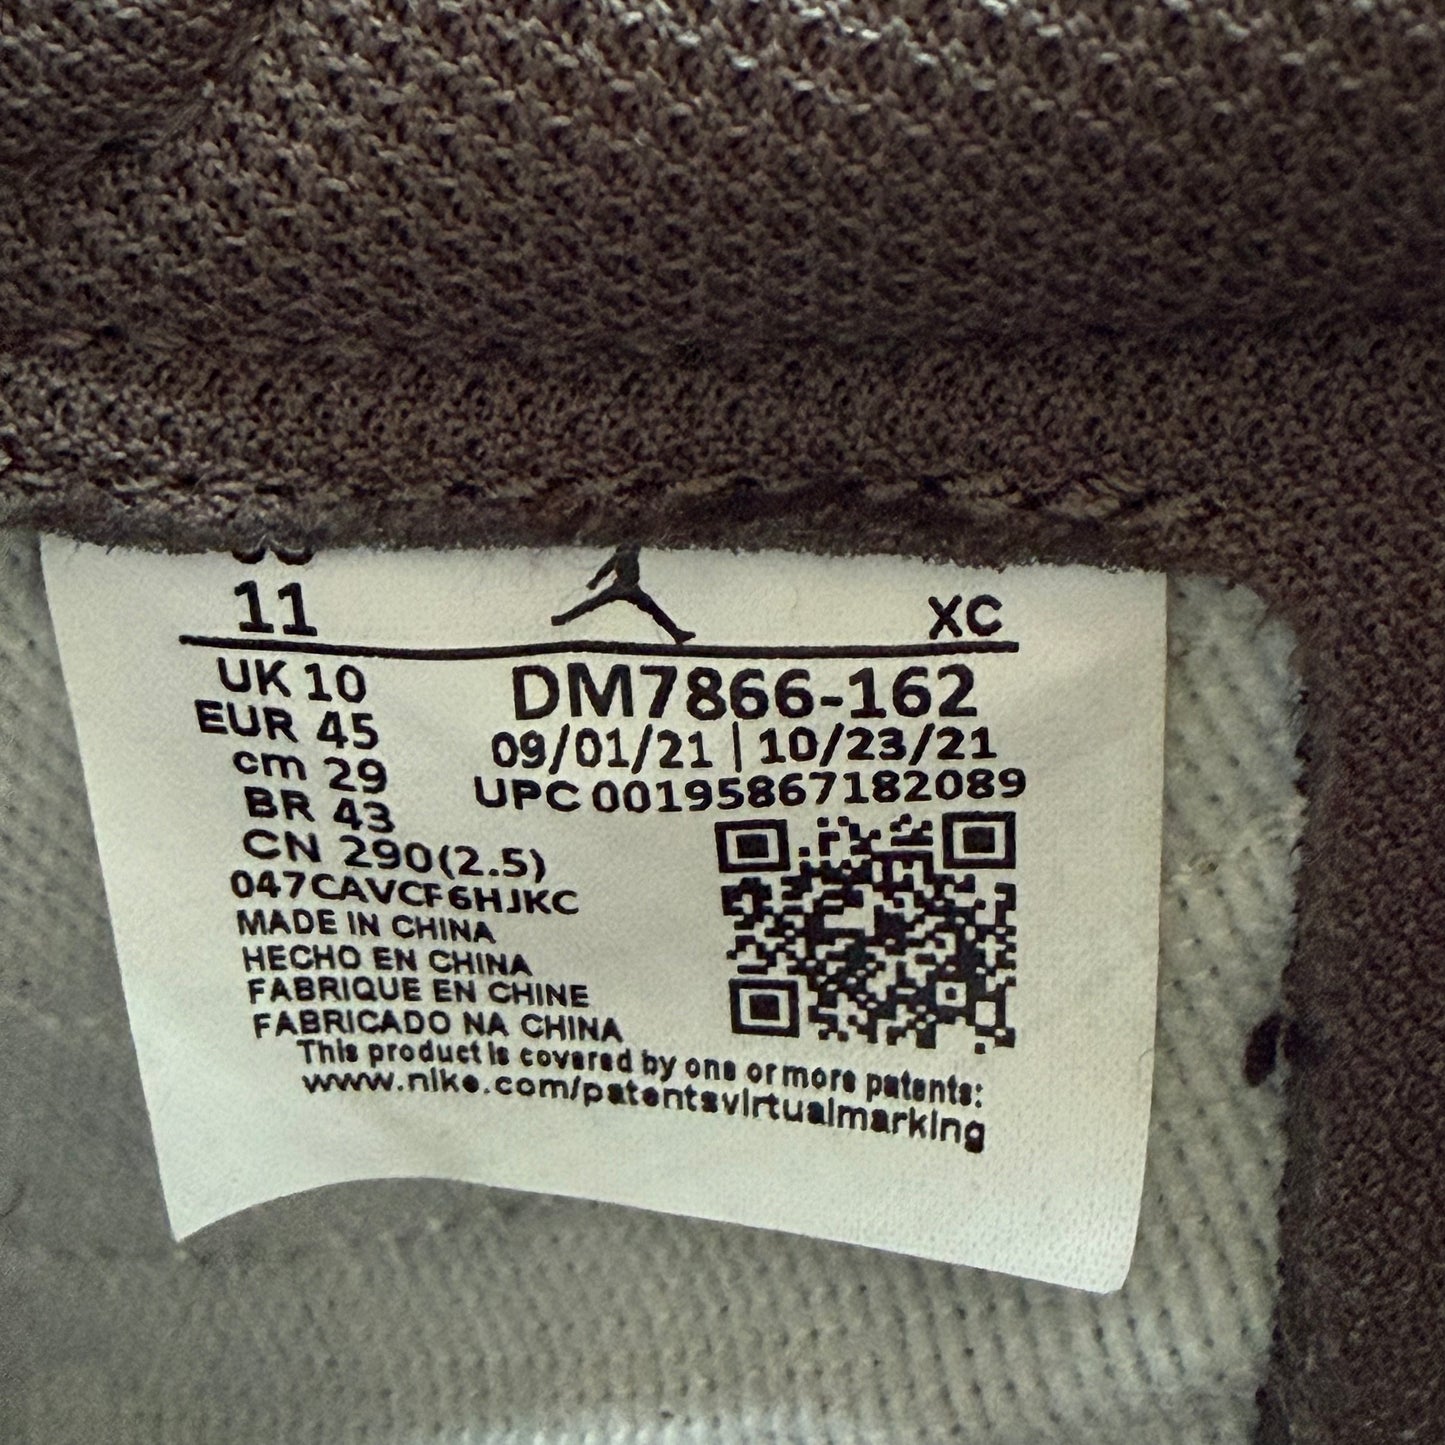 11
XC
UK 10
EUR 45
cm 29
BR 43
CN 290(2.5)
DM7866-162
09/01/21 | 10/23/21
UPC 00195867182089
047CAVCF6HJKC
MADE IN CHINA
HECHO EN CHINA
FABRIQUE EN CHINE
FABRICADO NA CHINA
This product is covered by one or more patents:
www.nike.com/patentsvirtualmarking